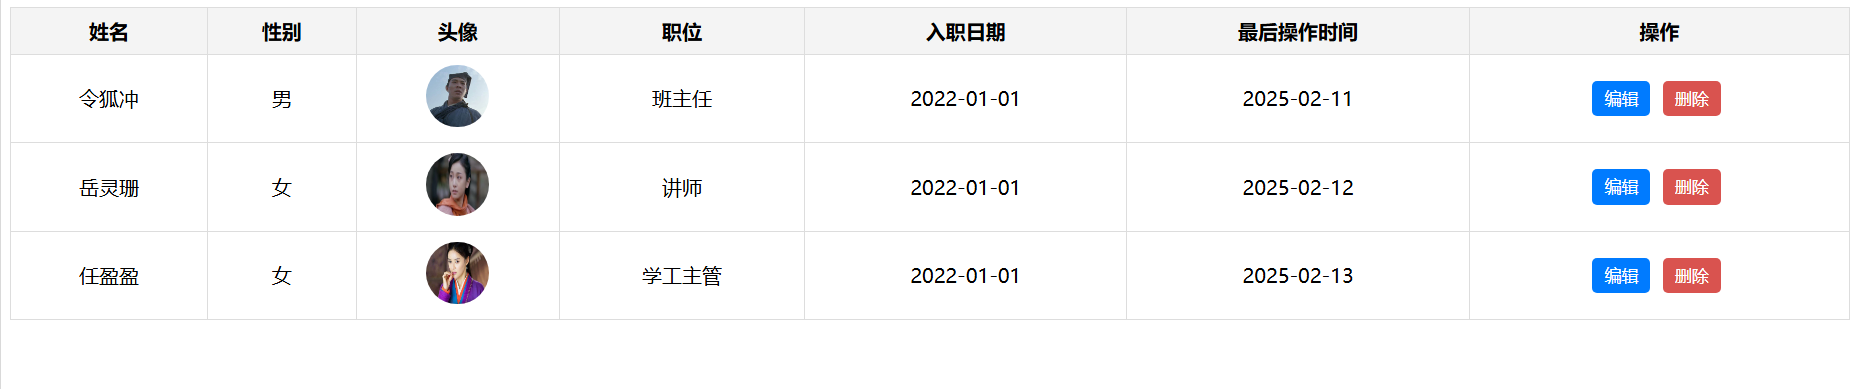 姓名 性别 头像 职位 入职日期 最后操作时间 操作
令狐冲 男 班主任 2022-01-01 2025-02-11 编辑 删除
岳灵珊 女 讲师 2022-01-01 2025-02-12 编辑 删除
任盈盈 女 学工主管 2022-01-01 2025-02-13 编辑 删除